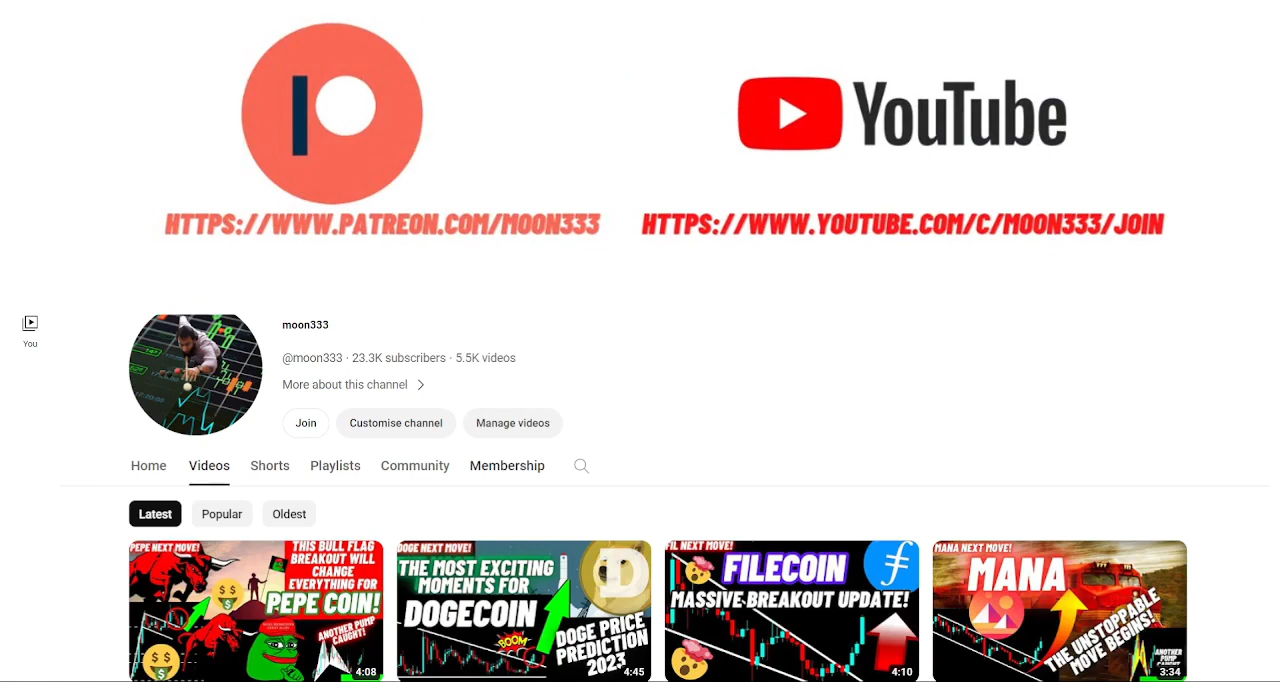 YouTube
HTTPS://WWW.PATREON.COM/MOON333
HTTPS://WWW.YOUTUBE.COM/C/MOON333/JOIN
You
moon333
@moon333 · 23.3K subscribers · 5.5K videos
More about this channel
Join
Customise channel
Manage videos
Home
Videos
Shorts
Playlists
Community
Membership
Latest
Popular
Oldest
PEPE NEXT MOVE!
THIS BULL FLAG
BREAKOUT WILL
CHANGE
EVERYTHING FOR
PEPE COIN!
ANOTHER PUMP
CAUGHT!
4:08
DOGE NEXT MOVE!
THE MOST EXCITING
MOMENTS FOR
DOGECOIN
BOOM
DOGE PRICE
PREDICTION
2023
4:45
FIL NEXT MOVE!
FILECOIN
MASSIVE BREAKOUT UPDATE!
4:10
MANA NEXT MOVE!
MANA
THE UNSTOPPABLE
MOVE BEGINS!
ANOTHER
PUMP
3:34